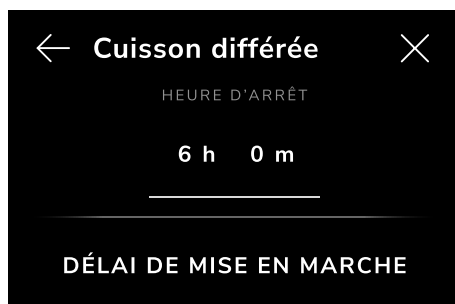 Cuisson différée
HEURE D'ARRÊT
6 h 0 m
DÉLAI DE MISE EN MARCHE